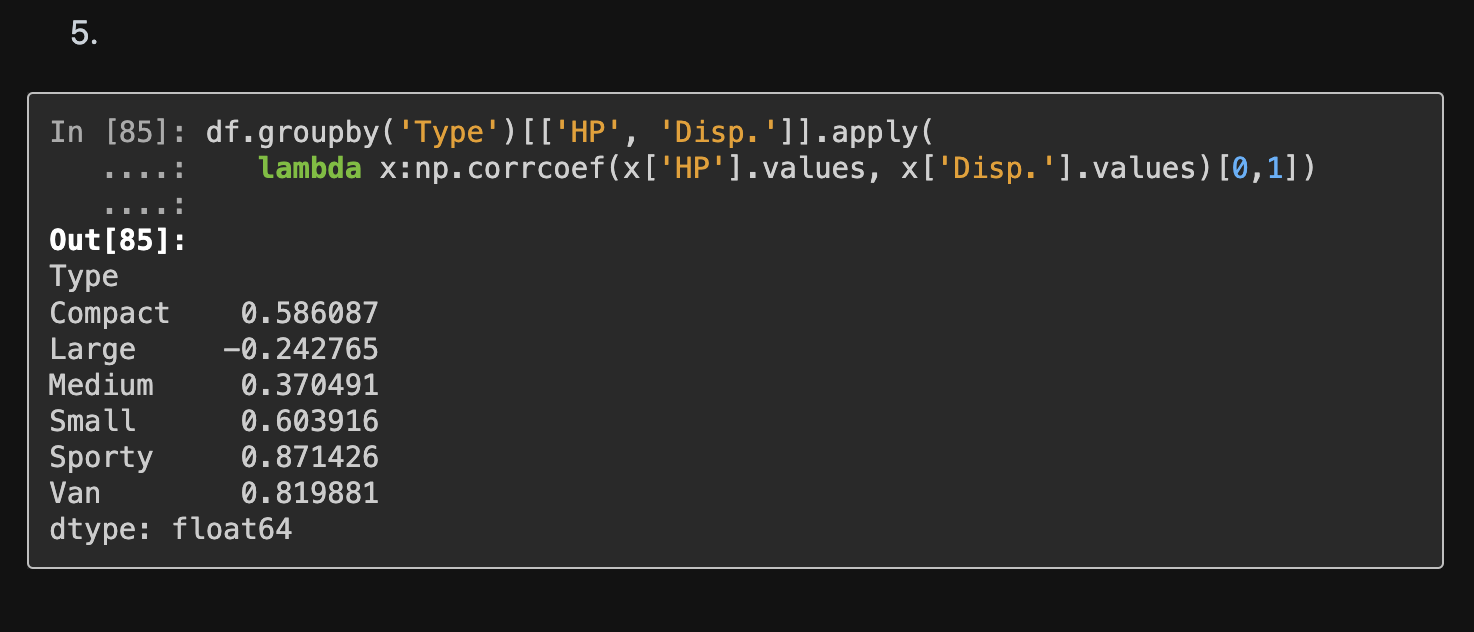 5.
In [85]: df.groupby('Type')[['HP', 'Disp.']].apply(
   ....:    lambda x:np.corrcoef(x['HP'].values, x['Disp.'].values)[0,1])
   ....:
Out[85]:
Type
Compact    0.586087
Large     -0.242765
Medium     0.370491
Small      0.603916
Sporty     0.871426
Van        0.819881
dtype: float64